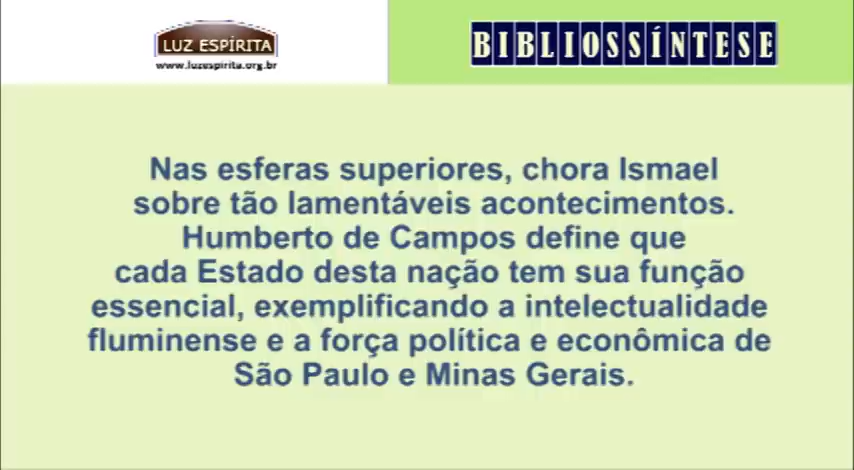 LUZ ESPÍRITA
www.luzespirita.org.br
BIBLIOSSÍNTESE
Nas esferas superiores, chora Ismael
sobre tão lamentáveis acontecimentos.
Humberto de Campos define que
cada Estado desta nação tem sua função
essencial, exemplificando a intelectualidade
fluminense e a força política e econômica de
São Paulo e Minas Gerais.